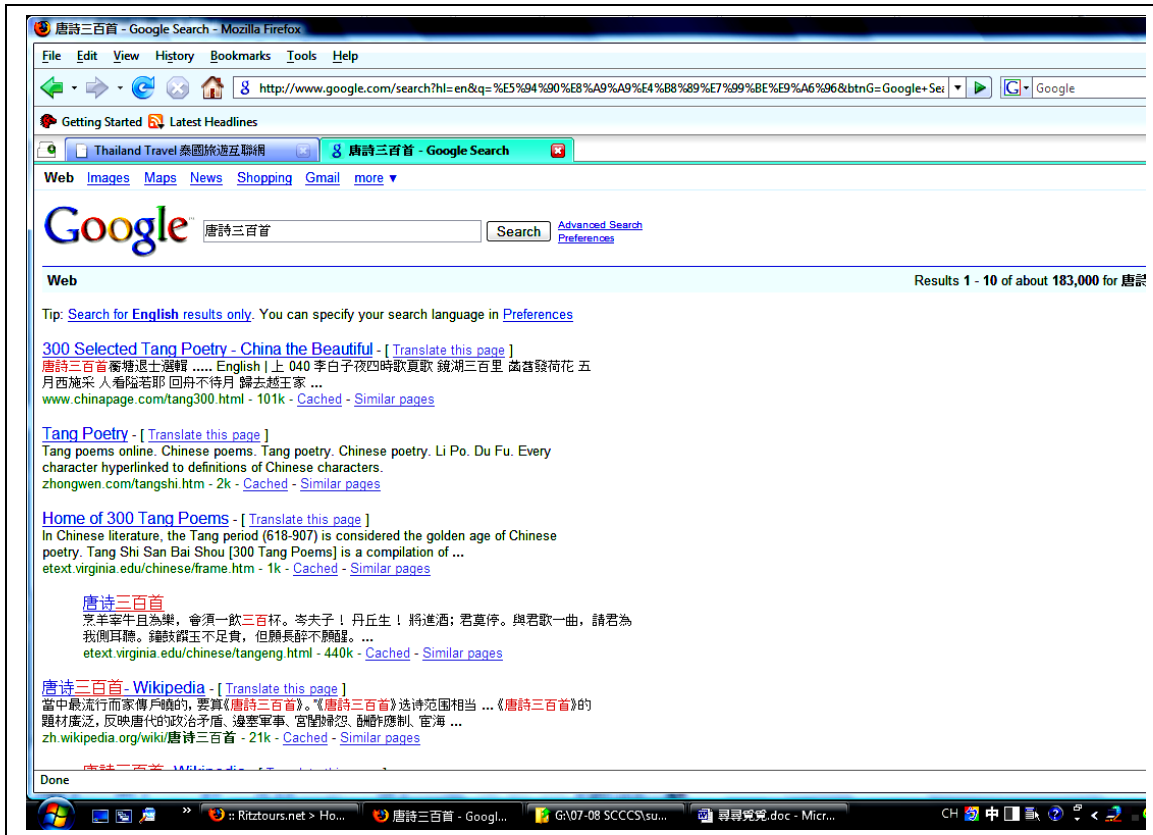 唐詩三百首 - Google Search - Mozilla Firefox
File Edit View History Bookmarks Tools Help
http://www.google.com/search?hl=en&q=%E5%94%90%E8%A9%A9%E4%B8%89%E7%99%BE%E9%A6%96&btnG=Google+Sea Google
Getting Started Latest Headlines
Thailand Travel 泰國旅遊互聯網 唐詩三百首 - Google Search
Web Images Maps News Shopping Gmail more ▼
Google 唐詩三百首 Search Advanced Search
Preferences
Web Results 1 - 10 of about 183,000 for 唐詩
Tip: Search for English results only. You can specify your search language in Preferences
300 Selected Tang Poetry - China the Beautiful - [ Translate this page ]
唐詩三百首蘅塘退士選輯 ..... English | 上 040 李白子夜四時歌夏歌 鏡湖三百里 菡萏發荷花 五
月西施采 人看隘若耶 回舟不待月 歸去越王家 ...
www.chinapage.com/tang300.html - 101k - Cached - Similar pages
Tang Poetry - [ Translate this page ]
Tang poems online. Chinese poems. Tang poetry. Chinese poetry. Li Po. Du Fu. Every
character hyperlinked to definitions of Chinese characters.
zhongwen.com/tangshi.htm - 2k - Cached - Similar pages
Home of 300 Tang Poems - [ Translate this page ]
In Chinese literature, the Tang period (618-907) is considered the golden age of Chinese
poetry. Tang Shi San Bai Shou [300 Tang Poems] is a compilation of ...
etext.virginia.edu/chinese/frame.htm - 1k - Cached - Similar pages
唐诗三百首
烹羊宰牛且為樂，會須一飲三百杯。岑夫子！丹丘生！將進酒；君莫停。與君歌一曲，請君為
我側耳聽。鐘鼓饌玉不足貴，但願長醉不願醒。...
etext.virginia.edu/chinese/tangeng.html - 440k - Cached - Similar pages
唐诗三百首- Wikipedia - [ Translate this page ]
當中最流行而家傳戶曉的，要算《唐詩三百首》。"《唐詩三百首》选诗范围相当 ...《唐詩三百首》的
題材廣泛，反映唐代的政治矛盾、邊塞軍事、宮閨婦怨、酬酢應制、宦海 ...
zh.wikipedia.org/wiki/唐诗三百首 - 21k - Cached - Similar pages
Done
:: Ritztours.net > Ho... 唐詩三百首 - Googl... G:\07-08 SCCCS\su... 尋尋覓覓.doc - Micr... CH 中